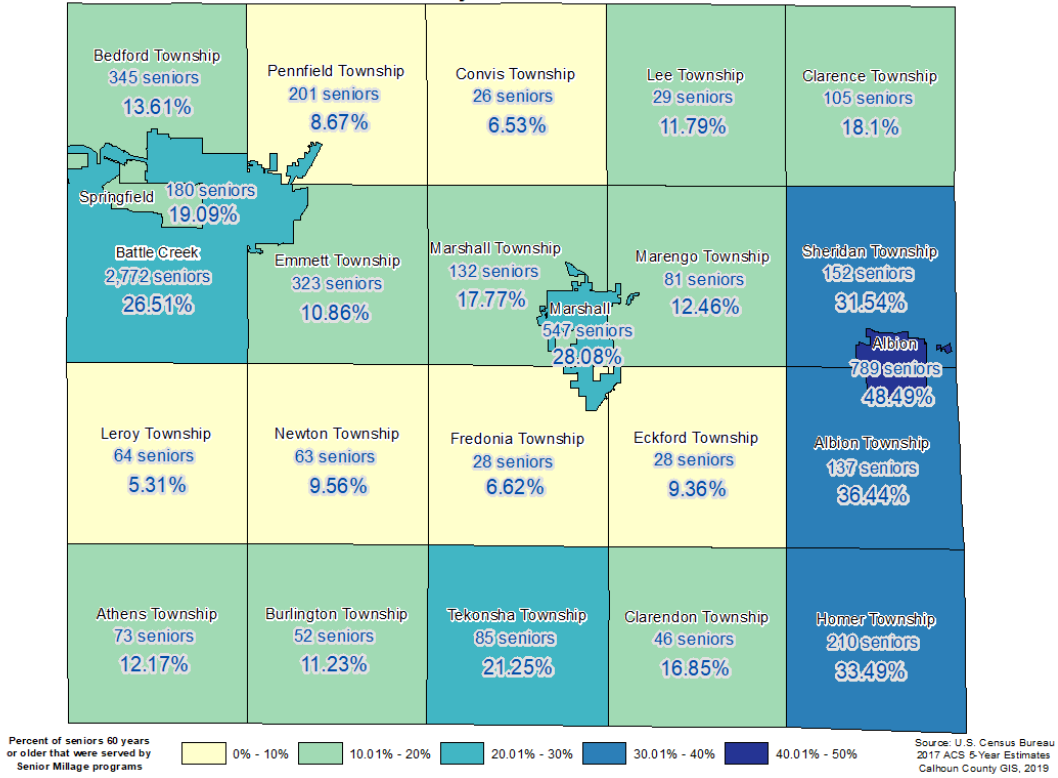 Bedford Township
345 seniors
13.61%
Pennfield Township
201 seniors
8.67%
Convis Township
26 seniors
6.53%
Lee Township
29 seniors
11.79%
Clarence Township
105 seniors
18.1%
Springfield
180 seniors
19.09%
Battle Creek
2,772 seniors
26.51%
Emmett Township
323 seniors
10.86%
Marshall Township
132 seniors
17.77%
Marshall
547 seniors
28.08%
Marengo Township
81 seniors
12.46%
Sheridan Township
152 seniors
31.54%
Albion
789 seniors
48.49%
Leroy Township
64 seniors
5.31%
Newton Township
63 seniors
9.56%
Fredonia Township
28 seniors
6.62%
Eckford Township
28 seniors
9.36%
Albion Township
137 seniors
36.44%
Athens Township
73 seniors
12.17%
Burlington Township
52 seniors
11.23%
Tekonsha Township
85 seniors
21.25%
Clarendon Township
46 seniors
16.85%
Homer Township
210 seniors
33.49%
Percent of seniors 60 years
or older that were served by
Senior Millage programs
0% - 10%
10.01% - 20%
20.01% - 30%
30.01% - 40%
40.01% - 50%
Source: U.S. Census Bureau
2017 ACS 5-Year Estimates
Calhoun County GIS, 2019